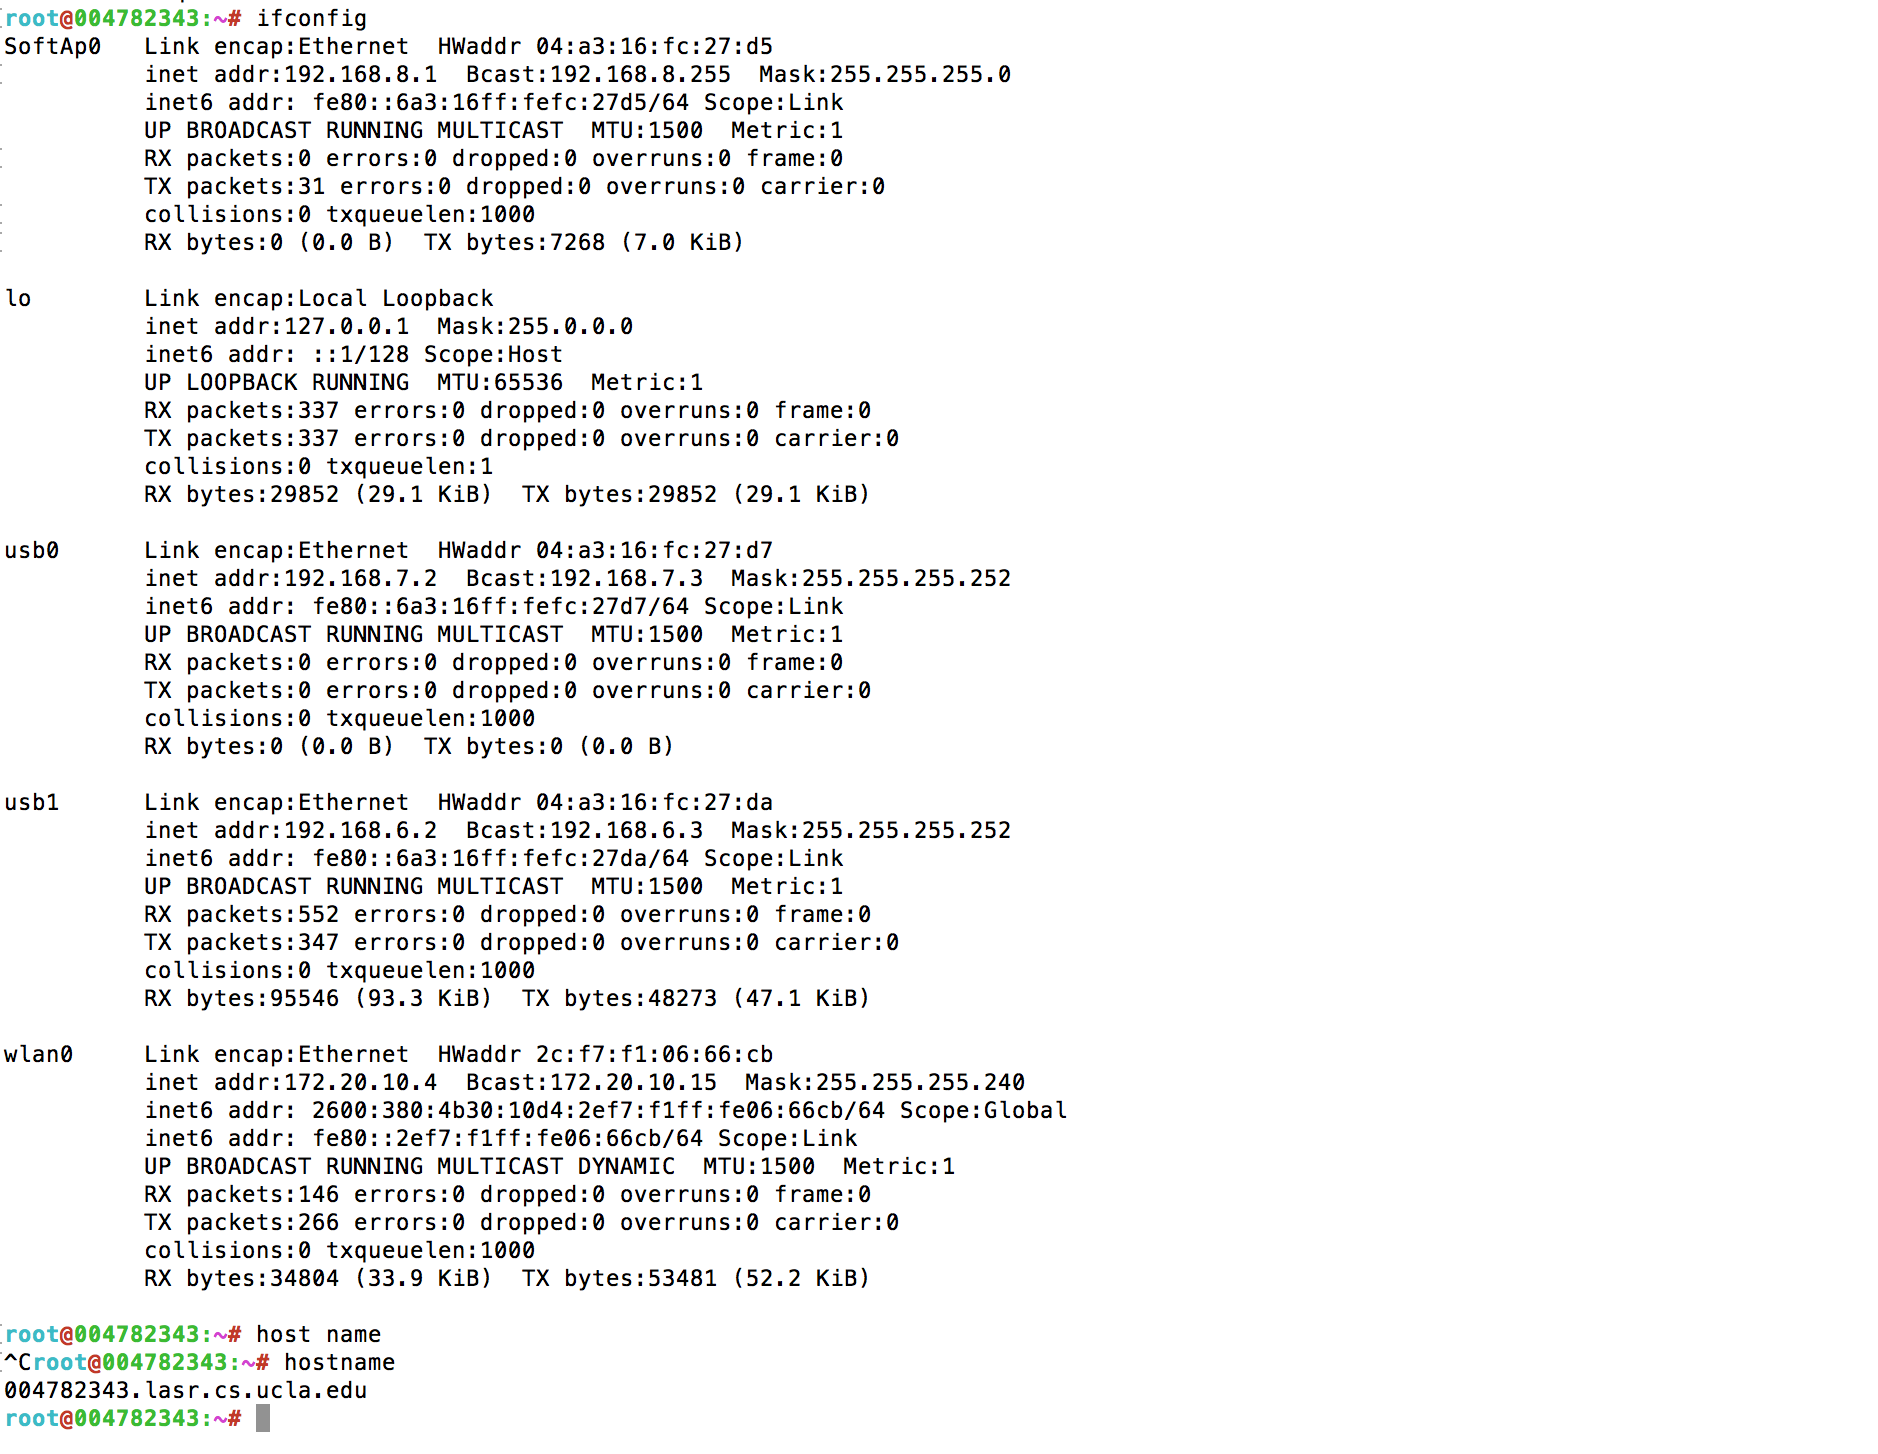 root@004782343:~# ifconfig
SoftAp0   Link encap:Ethernet  HWaddr 04:a3:16:fc:27:d5
          inet addr:192.168.8.1  Bcast:192.168.8.255  Mask:255.255.255.0
          inet6 addr: fe80::6a3:16ff:fefc:27d5/64 Scope:Link
          UP BROADCAST RUNNING MULTICAST  MTU:1500  Metric:1
          RX packets:0 errors:0 dropped:0 overruns:0 frame:0
          TX packets:31 errors:0 dropped:0 overruns:0 carrier:0
          collisions:0 txqueuelen:1000
          RX bytes:0 (0.0 B)  TX bytes:7268 (7.0 KiB)

lo        Link encap:Local Loopback
          inet addr:127.0.0.1  Mask:255.0.0.0
          inet6 addr: ::1/128 Scope:Host
          UP LOOPBACK RUNNING  MTU:65536  Metric:1
          RX packets:337 errors:0 dropped:0 overruns:0 frame:0
          TX packets:337 errors:0 dropped:0 overruns:0 carrier:0
          collisions:0 txqueuelen:1
          RX bytes:29852 (29.1 KiB)  TX bytes:29852 (29.1 KiB)

usb0      Link encap:Ethernet  HWaddr 04:a3:16:fc:27:d7
          inet addr:192.168.7.2  Bcast:192.168.7.3  Mask:255.255.255.252
          inet6 addr: fe80::6a3:16ff:fefc:27d7/64 Scope:Link
          UP BROADCAST RUNNING MULTICAST  MTU:1500  Metric:1
          RX packets:0 errors:0 dropped:0 overruns:0 frame:0
          TX packets:0 errors:0 dropped:0 overruns:0 carrier:0
          collisions:0 txqueuelen:1000
          RX bytes:0 (0.0 B)  TX bytes:0 (0.0 B)

usb1      Link encap:Ethernet  HWaddr 04:a3:16:fc:27:da
          inet addr:192.168.6.2  Bcast:192.168.6.3  Mask:255.255.255.252
          inet6 addr: fe80::6a3:16ff:fefc:27da/64 Scope:Link
          UP BROADCAST RUNNING MULTICAST  MTU:1500  Metric:1
          RX packets:552 errors:0 dropped:0 overruns:0 frame:0
          TX packets:347 errors:0 dropped:0 overruns:0 carrier:0
          collisions:0 txqueuelen:1000
          RX bytes:95546 (93.3 KiB)  TX bytes:48273 (47.1 KiB)

wlan0     Link encap:Ethernet  HWaddr 2c:f7:f1:06:66:cb
          inet addr:172.20.10.4  Bcast:172.20.10.15  Mask:255.255.255.240
          inet6 addr: 2600:380:4b30:10d4:2ef7:f1ff:fe06:66cb/64 Scope:Global
          inet6 addr: fe80::2ef7:f1ff:fe06:66cb/64 Scope:Link
          UP BROADCAST RUNNING MULTICAST DYNAMIC  MTU:1500  Metric:1
          RX packets:146 errors:0 dropped:0 overruns:0 frame:0
          TX packets:266 errors:0 dropped:0 overruns:0 carrier:0
          collisions:0 txqueuelen:1000
          RX bytes:34804 (33.9 KiB)  TX bytes:53481 (52.2 KiB)

root@004782343:~# host name
^Croot@004782343:~# hostname
004782343.lasr.cs.ucla.edu
root@004782343:~#